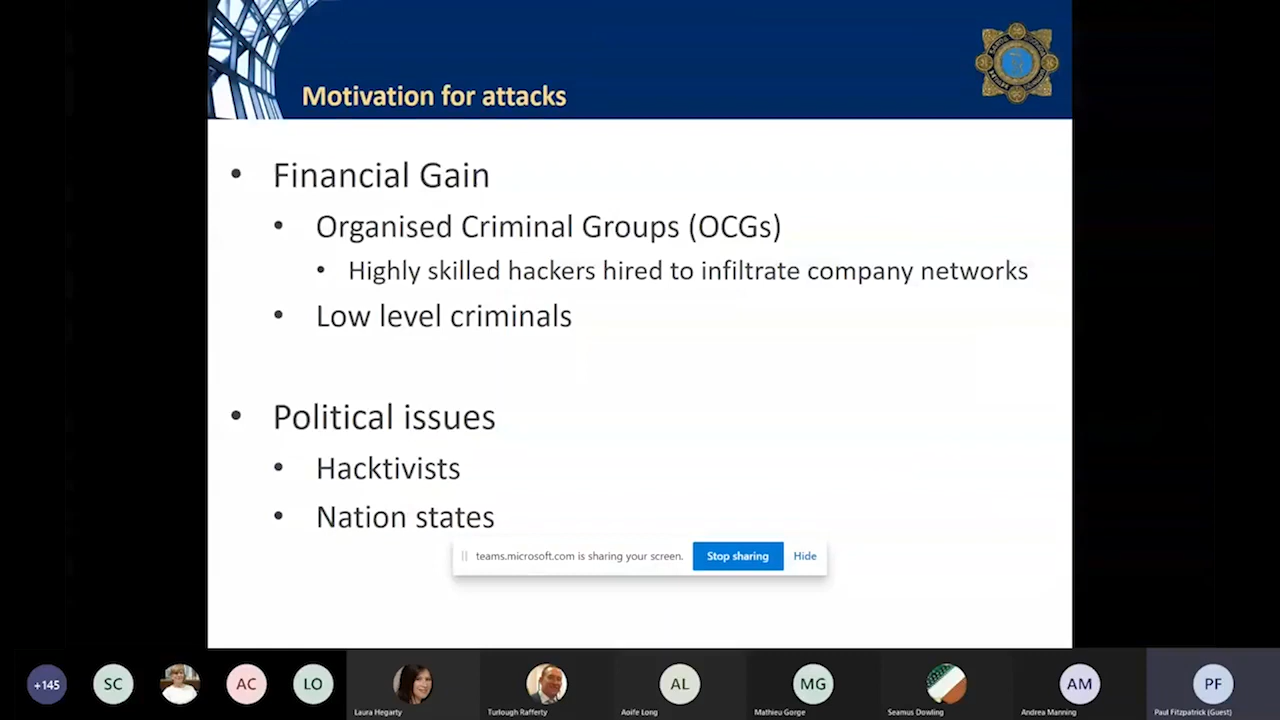 Motivation for attacks
• Financial Gain
• Organised Criminal Groups (OCGs)
• Highly skilled hackers hired to infiltrate company networks
• Low level criminals
• Political issues
• Hacktivists
• Nation states
teams.microsoft.com is sharing your screen. Stop sharing Hide
+145 SC AC LO AL MG AM PF
Laura Hegarty Turlough Rafferty Aoife Long Mathieu Gorge Seamus Dowling Andrea Manning Paul Fitzpatrick (Guest)